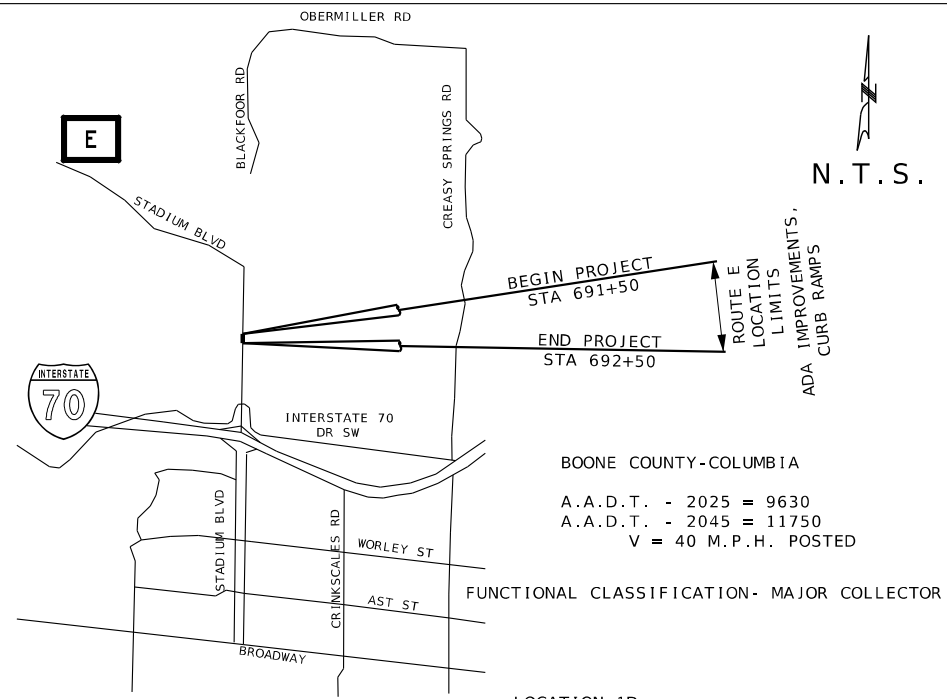 OBERMILLER RD
BLACKFOOR RD
CREASY SPRINGS RD
E
STADIUM BLVD
N
N.T.S.
BEGIN PROJECT
STA 691+50
END PROJECT
STA 692+50
ROUTE E
LOCATION
LIMITS
ADA IMPROVEMENTS,
CURB RAMPS
INTERSTATE
70
INTERSTATE 70
DR SW
BOONE COUNTY-COLUMBIA
A.A.D.T. - 2025 = 9630
A.A.D.T. - 2045 = 11750
V = 40 M.P.H. POSTED
STADIUM BLVD
CRINKSCALES RD
WORLEY ST
AST ST
FUNCTIONAL CLASSIFICATION- MAJOR COLLECTOR
BROADWAY